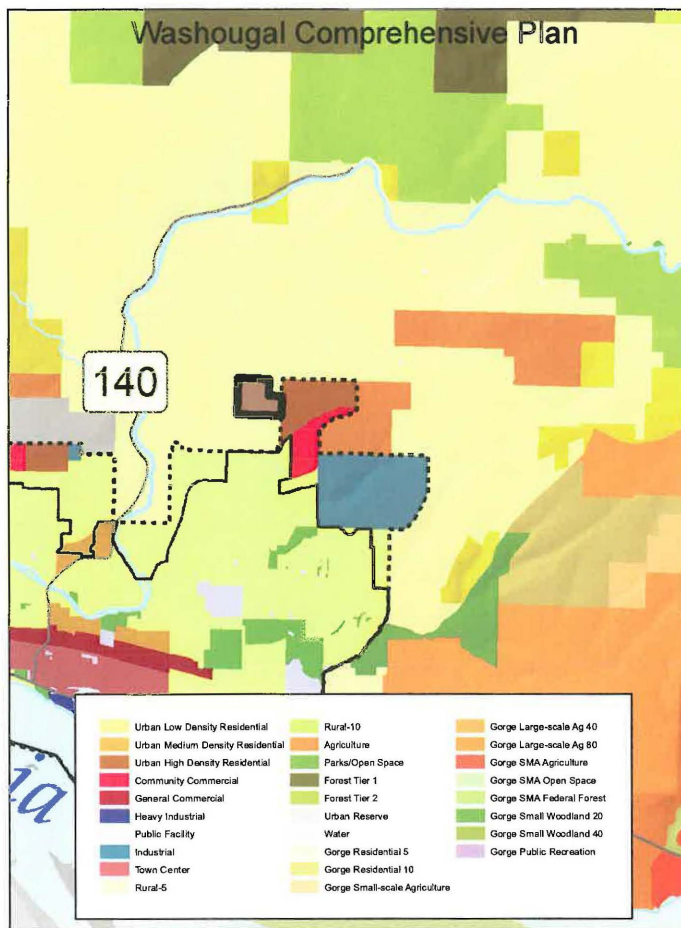 Washougal Comprehensive Plan
140
ia
Urban Low Density Residential
Urban Medium Density Residential
Urban High Density Residential
Community Commercial
General Commercial
Heavy Industrial
Public Facility
Industrial
Town Center
Rural-5
Rural-10
Agriculture
Parks/Open Space
Forest Tier 1
Forest Tier 2
Urban Reserve
Water
Gorge Residential 5
Gorge Residential 10
Gorge Small-scale Agriculture
Gorge Large-scale Ag 40
Gorge Large-scale Ag 80
Gorge SMA Agriculture
Gorge SMA Open Space
Gorge SMA Federal Forest
Gorge Small Woodland 20
Gorge Small Woodland 40
Gorge Public Recreation